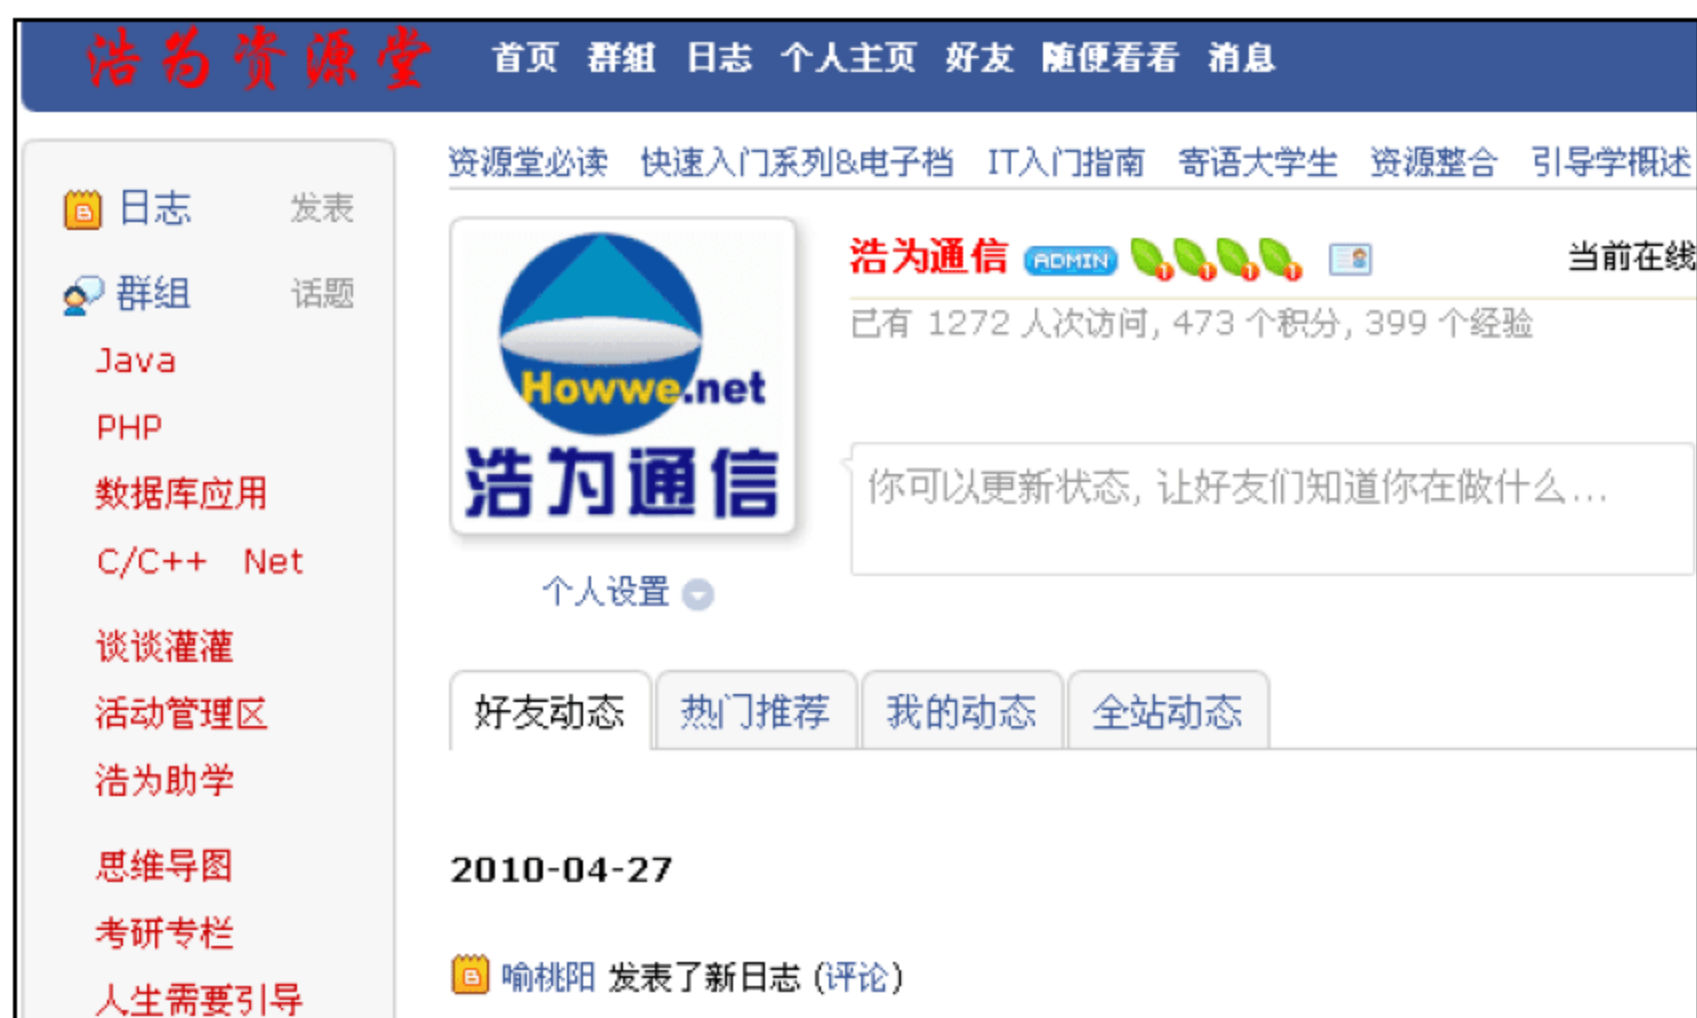 浩为资源堂 首页 群组 日志 个人主页 好友 随便看看 消息
资源堂必读 快速入门系列&电子档 IT入门指南 寄语大学生 资源整合 引导学概述
日志 发表
群组 话题
Java
PHP
数据库应用
C/C++ Net
谈谈灌灌
活动管理区
浩为助学
思维导图
考研专栏
人生需要引导
Howwe.net
浩为通信
个人设置
浩为通信 ADMIN 当前在线
已有 1272 人次访问, 473 个积分, 399 个经验
你可以更新状态, 让好友们知道你在做什么...
好友动态 热门推荐 我的动态 全站动态
2010-04-27
喻桃阳 发表了新日志 (评论)